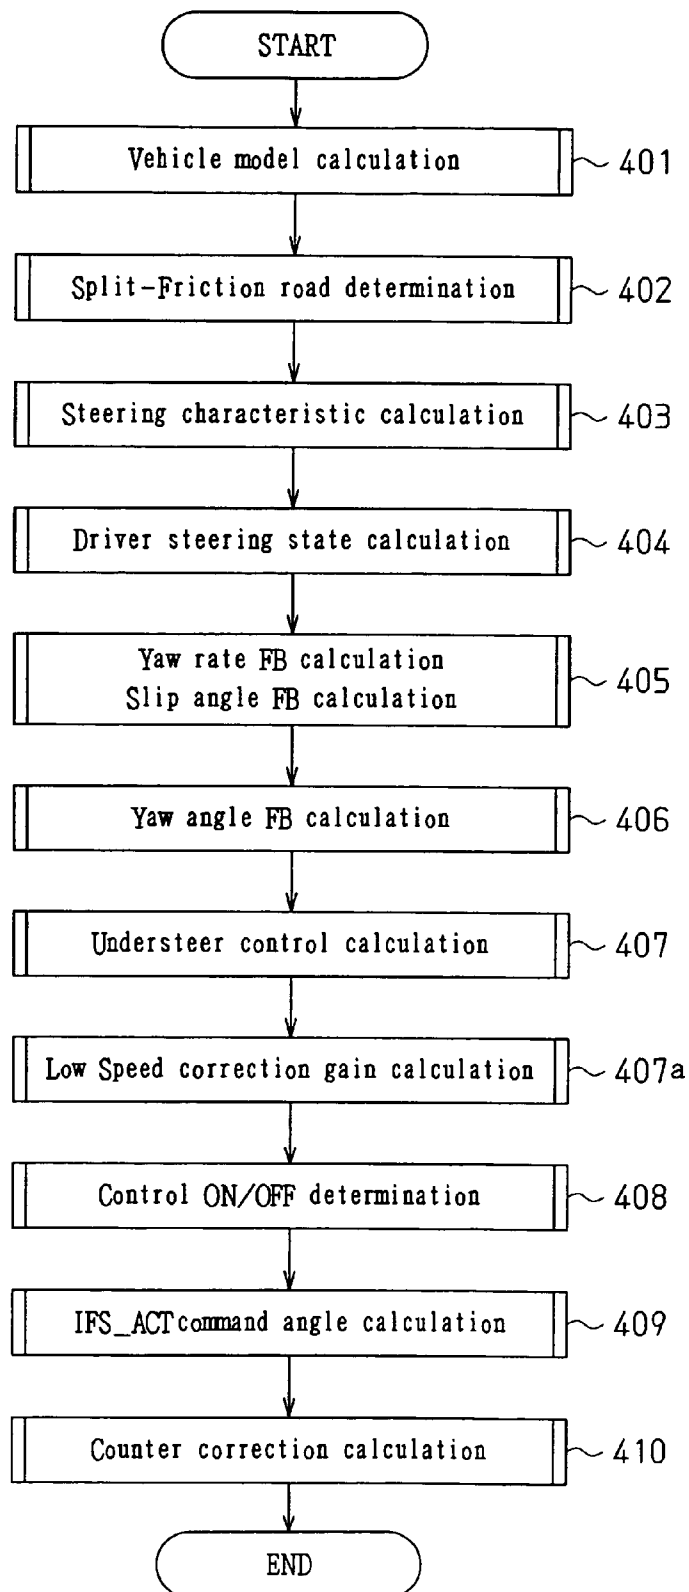 START
Vehicle model calculation 401
Split-Friction road determination 402
Steering characteristic calculation 403
Driver steering state calculation 404
Yaw rate FB calculation
Slip angle FB calculation 405
Yaw angle FB calculation 406
Understeer control calculation 407
Low Speed correction gain calculation 407a
Control ON/OFF determination 408
IFS_ACT command angle calculation 409
Counter correction calculation 410
END